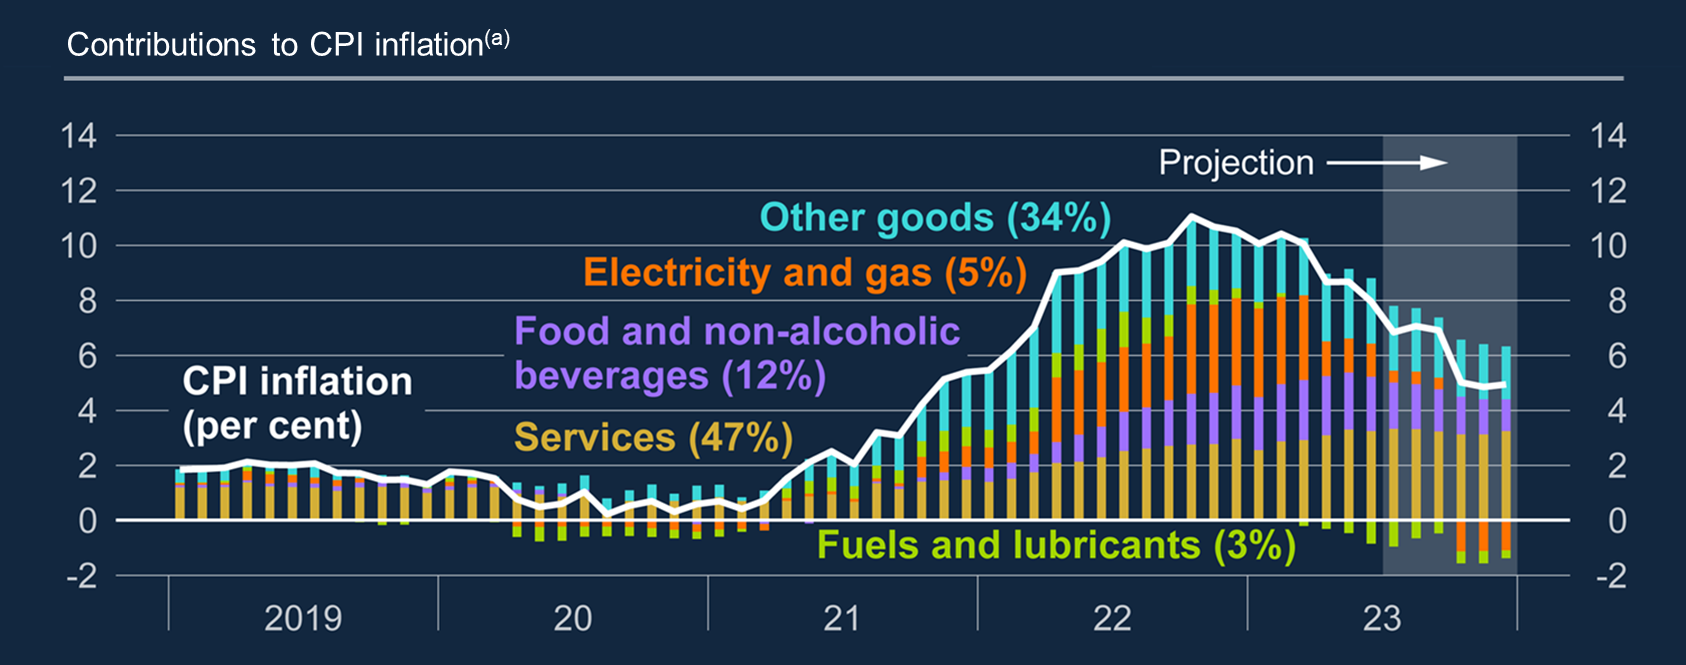 Contributions to CPI inflation(a)
14 14
Projection
12 12
Other goods (34%)
10 10
Electricity and gas (5%)
8 8
Food and non-alcoholic
beverages (12%)
6 6
CPI inflation
(per cent)
4 4
Services (47%)
2 2
0 0
Fuels and lubricants (3%)
-2 -2
2019 20 21 22 23